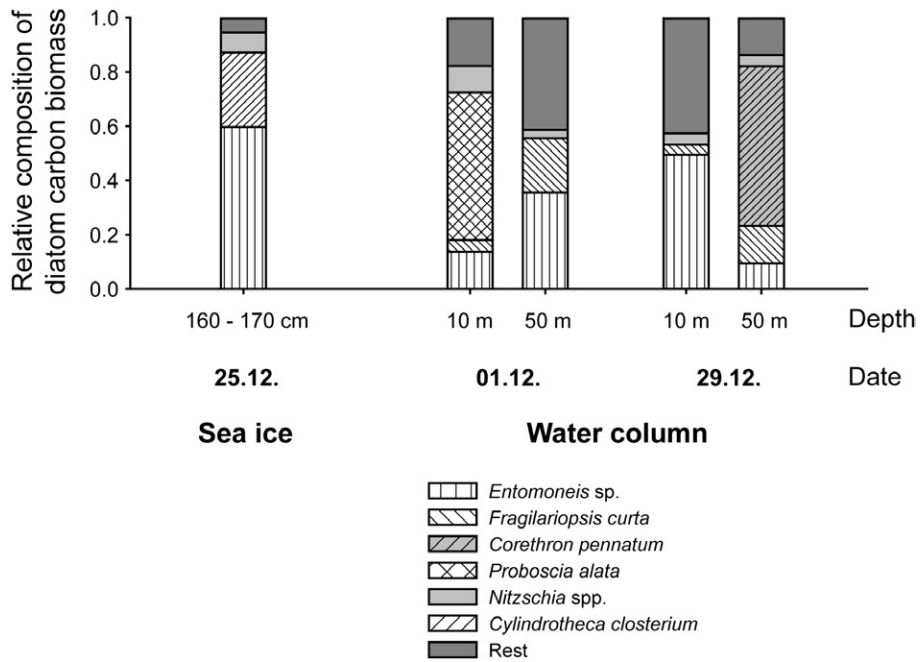 Relative composition of
diatom carbon biomass
1.0
0.8
0.6
0.4
0.2
0.0
160 - 170 cm 10 m 50 m 10 m 50 m Depth
25.12. 01.12. 29.12. Date
Sea ice Water column
Entomoneis sp.
Fragilariopsis curta
Corethron pennatum
Proboscia alata
Nitzschia spp.
Cylindrotheca closterium
Rest